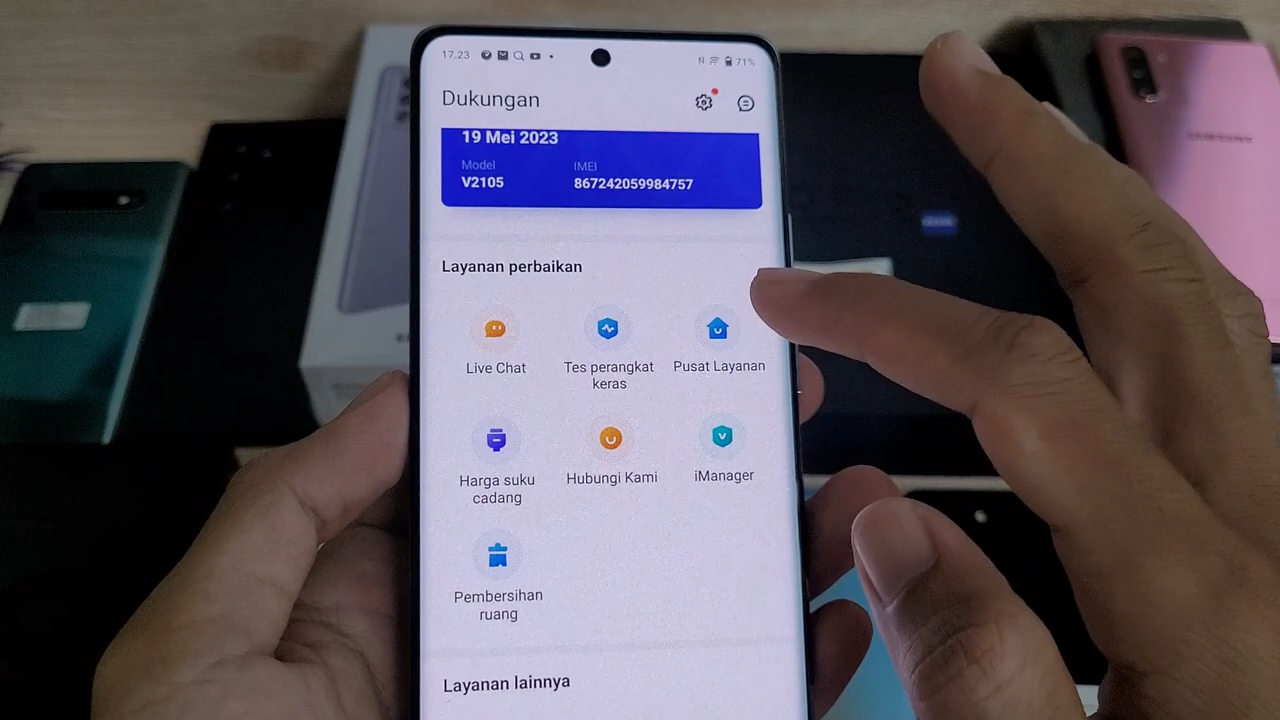 17.23
71%
Dukungan
19 Mei 2023
Model
IMEI
V2105
867242059984757
Layanan perbaikan
Live Chat
Tes perangkat
keras
Pusat Layanan
Harga suku
cadang
Hubungi Kami
iManager
Pembersihan
ruang
Layanan lainnya
SAMSUNG